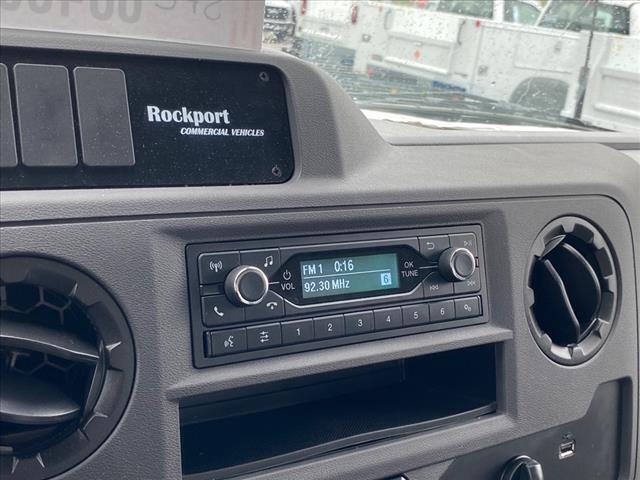 Rockport
COMMERCIAL VEHICLES
FM 1 0:16
92.30 MHz 6
VOL
OK
TUNE
1 2 3 4 5 6